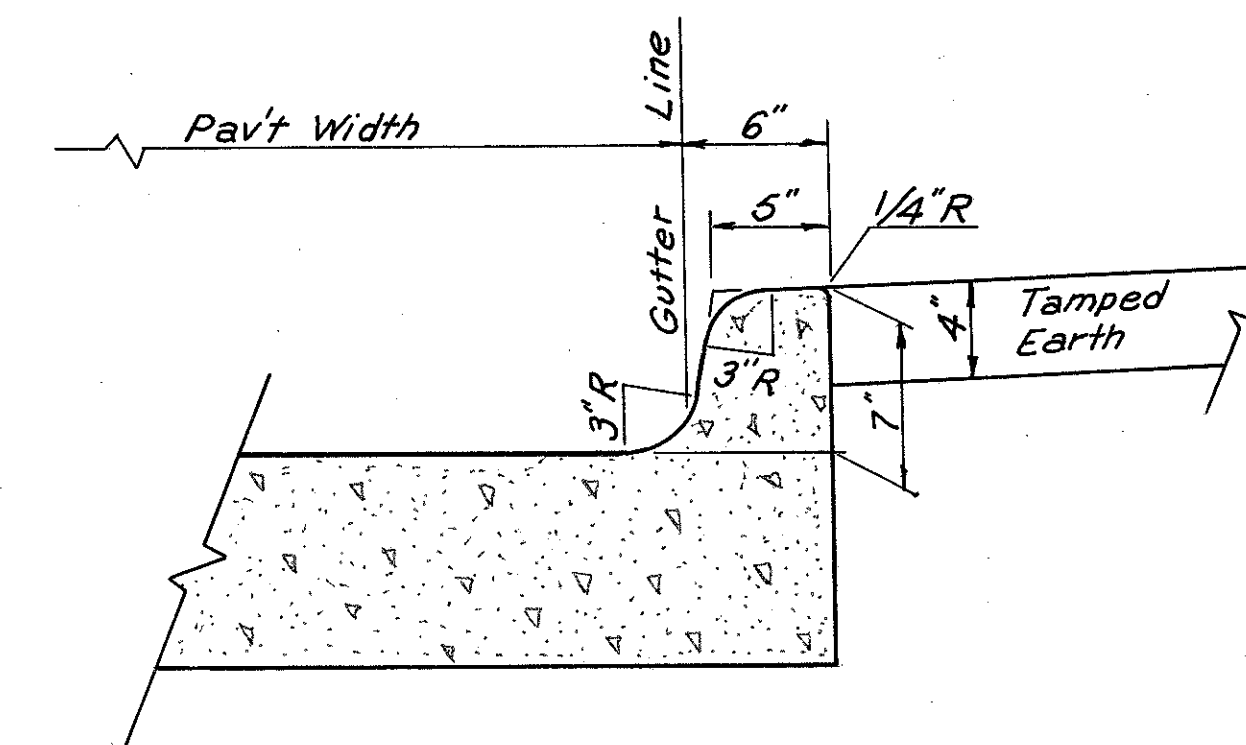 Gutter Line
Pav't Width
6"
5"
1/4"R
4"
Tamped
Earth
3"R
3"R
7"